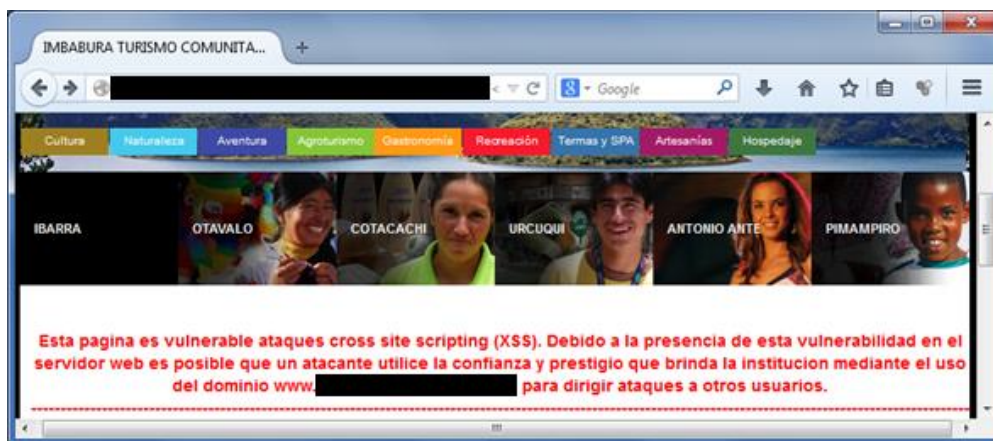 IMBABURA TURISMO COMUNITA...
Google
Cultura Naturaleza Aventura Agroturismo Gastronomía Recreación Termas y SPA Artesanías Hospedaje
IBARRA OTAVALO COTACACHI URCUQUI ANTONIO ANTE PIMAMPIRO
Esta pagina es vulnerable ataques cross site scripting (XSS). Debido a la presencia de esta vulnerabilidad en el
servidor web es posible que un atacante utilice la confianza y prestigio que brinda la institucion mediante el uso
del dominio www. para dirigir ataques a otros usuarios.